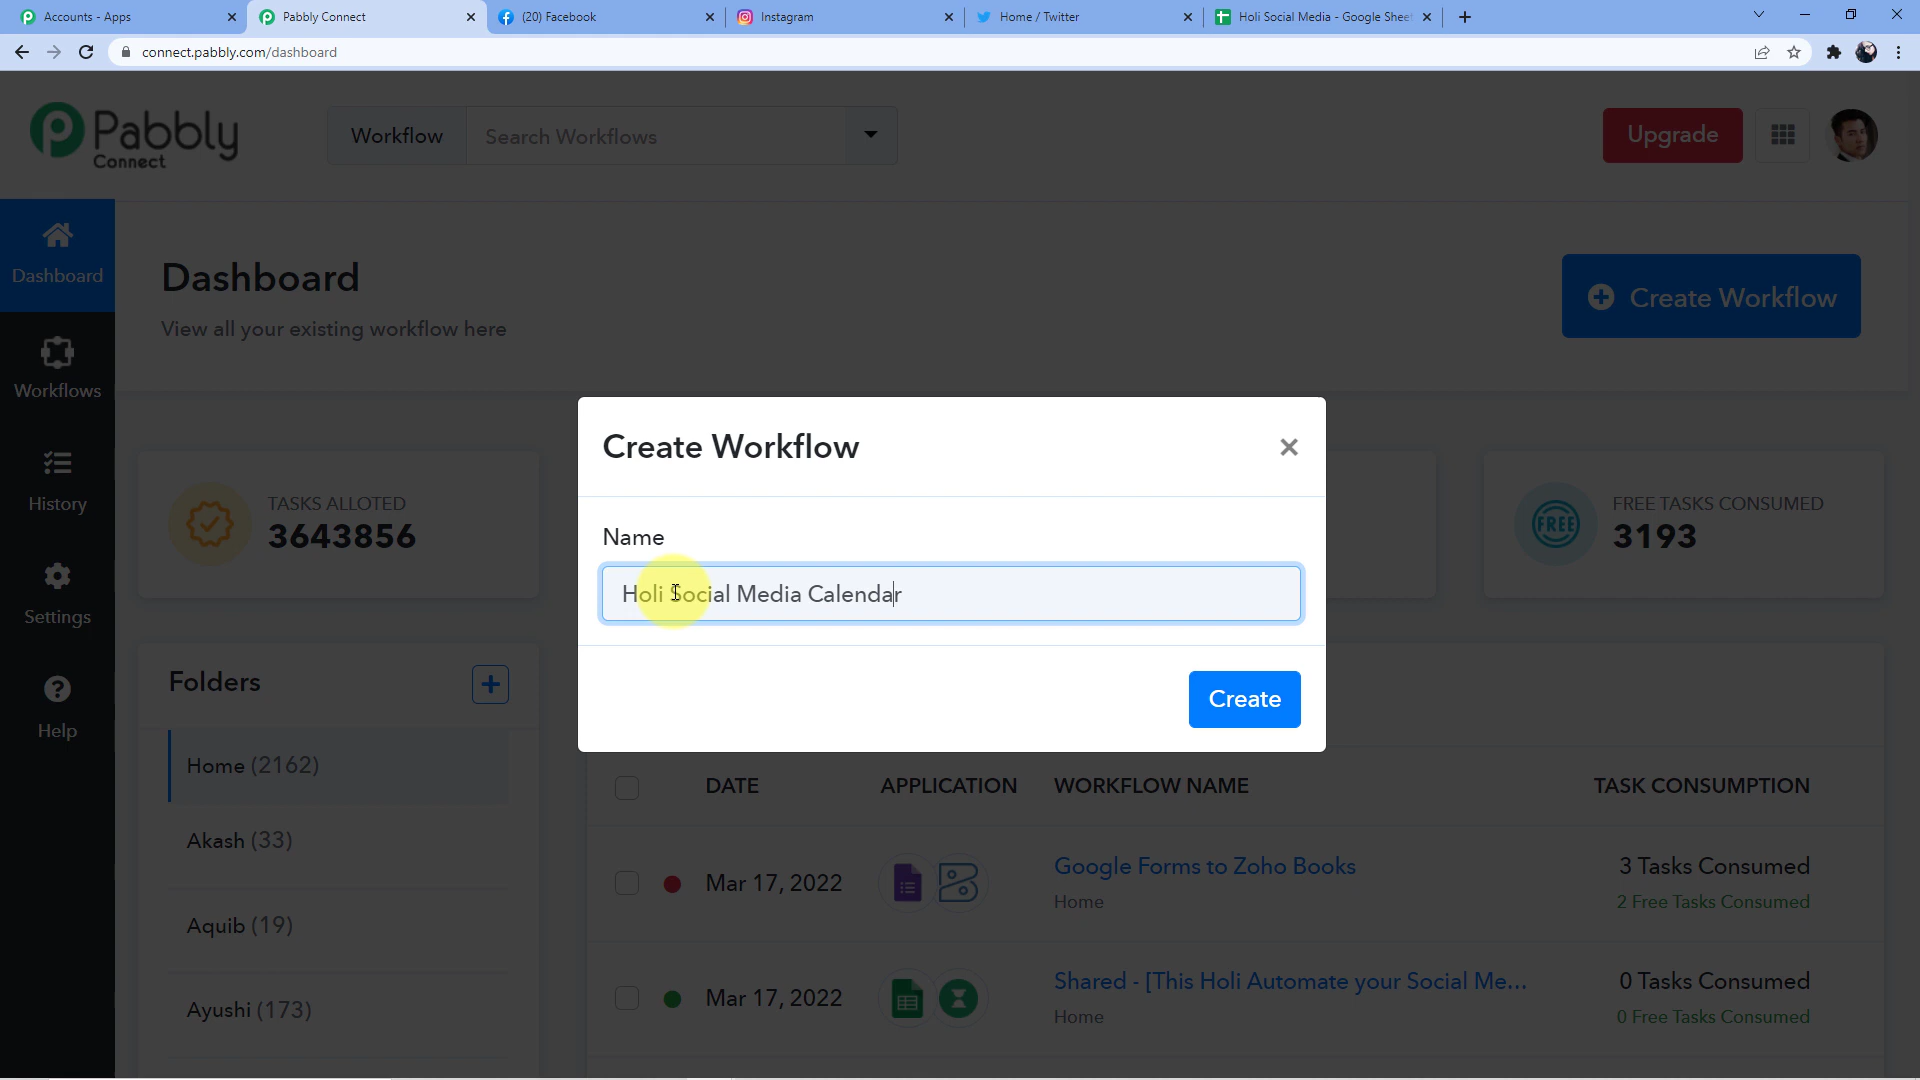 Accounts - Apps
Pabbly Connect
(20) Facebook
Instagram
Home / Twitter
Holi Social Media - Google Sheet
connect.pabbly.com/dashboard
Pabbly
Connect
Workflow
Search Workflows
Upgrade
Dashboard
Workflows
History
Settings
Help
Dashboard
View all your existing workflow here
Create Workflow
TASKS ALLOTED
3643856
FREE
FREE TASKS CONSUMED
3193
Create Workflow
Name
Holi Social Media Calendar
Create
Folders
Home (2162)
Akash (33)
Aquib (19)
Ayushi (173)
DATE APPLICATION WORKFLOW NAME TASK CONSUMPTION
Mar 17, 2022 Google Forms to Zoho Books 3 Tasks Consumed
Home 2 Free Tasks Consumed
Mar 17, 2022 Shared - [This Holi Automate your Social Me... 0 Tasks Consumed
Home 0 Free Tasks Consumed